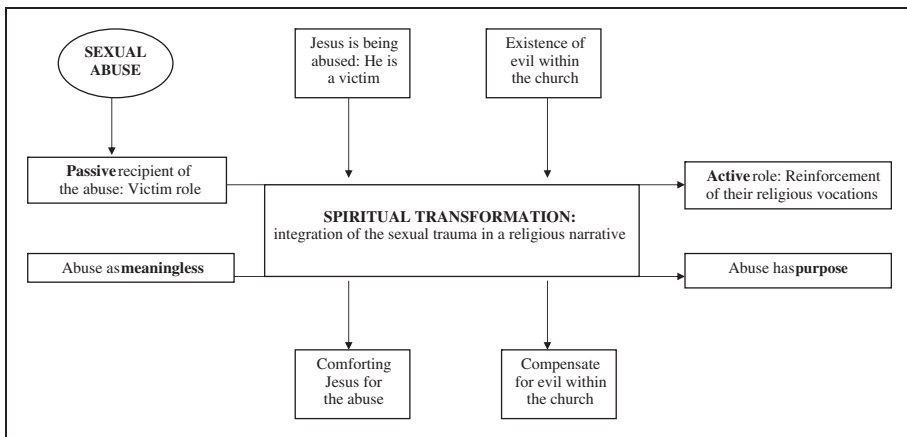 SEXUAL
ABUSE
Jesus is being
abused: He is
a victim
Existence of
evil within
the church
Passive recipient of
the abuse: Victim role
Active role: Reinforcement
of their religious vocations
SPIRITUAL TRANSFORMATION:
integration of the sexual trauma in a religious narrative
Abuse as meaningless
Abuse has purpose
Comforting
Jesus for
the abuse
Compensate
for evil within
the church